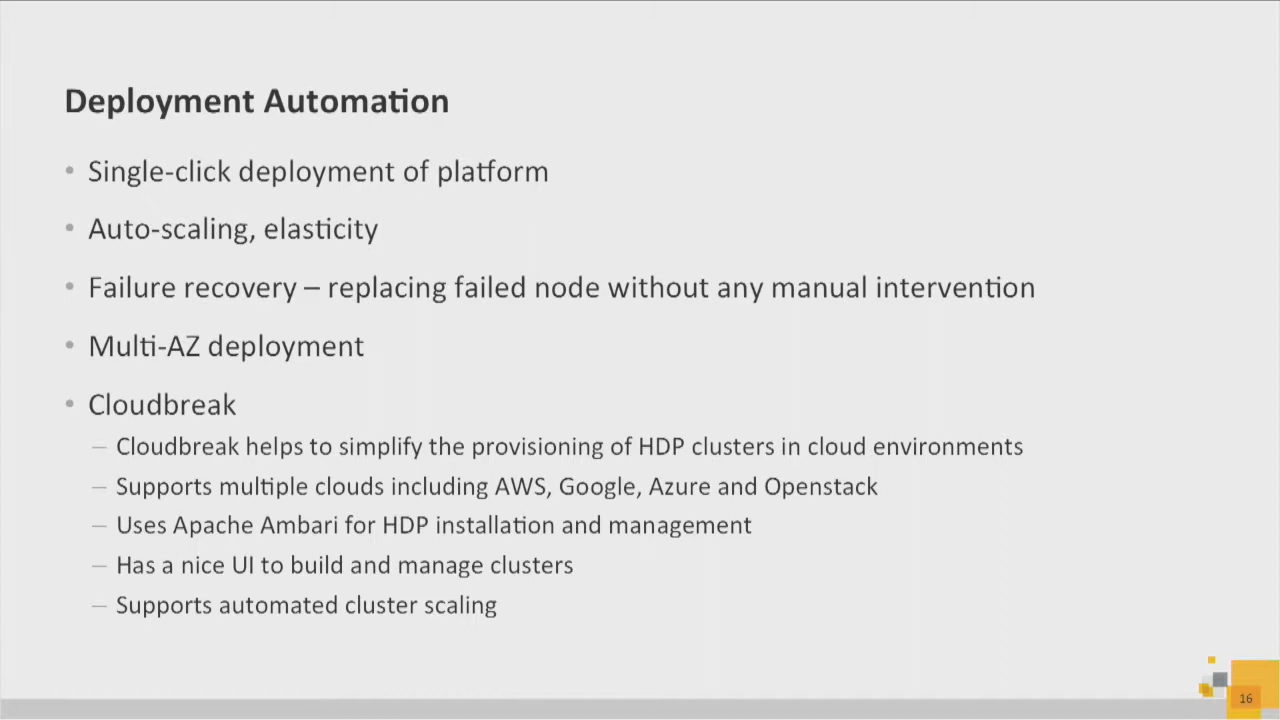 Deployment Automation
• Single-click deployment of platform
• Auto-scaling, elasticity
• Failure recovery – replacing failed node without any manual intervention
• Multi-AZ deployment
• Cloudbreak
– Cloudbreak helps to simplify the provisioning of HDP clusters in cloud environments
– Supports multiple clouds including AWS, Google, Azure and Openstack
– Uses Apache Ambari for HDP installation and management
– Has a nice UI to build and manage clusters
– Supports automated cluster scaling
16